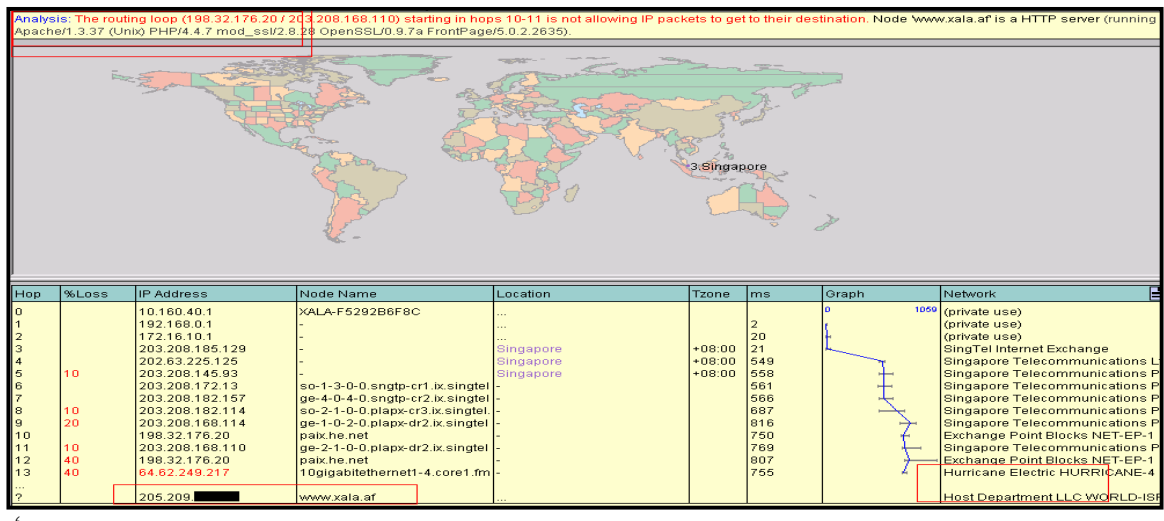 Analysis: The routing loop (198.32.176.20 / 203.208.168.110) starting in hops 10-11 is not allowing IP packets to get to their destination. Node 'www.xala.af' is a HTTP server (running
Apache/1.3.37 (Unix) PHP/4.4.7 mod_ssl/2.8.28 OpenSSL/0.9.7a FrontPage/5.0.2.2635).
3:Singapore
Hop %Loss IP Address Node Name Location Tzone ms Graph Network
0 10.160.40.1 XALA-F5292B6F8C ... 0 1059 (private use)
1 192.168.0.1 - ... 2 (private use)
2 172.16.10.1 - ... 20 (private use)
3 203.208.185.129 - Singapore +08:00 21 SingTel Internet Exchange
4 202.63.225.125 - Singapore +08:00 549 Singapore Telecommunications L
5 10 203.208.145.93 - Singapore +08:00 558 Singapore Telecommunications P
6 203.208.172.13 so-1-3-0-0.sngtp-cr1.ix.singtel - 561 Singapore Telecommunications P
7 203.208.182.157 ge-4-0-4-0.sngtp-cr2.ix.singtel - 566 Singapore Telecommunications P
8 10 203.208.182.114 so-2-1-0-0.plapx-cr3.ix.singtel. - 687 Singapore Telecommunications P
9 20 203.208.168.114 ge-1-0-2-0.plapx-dr2.ix.singtel - 816 Singapore Telecommunications P
10 198.32.176.20 paix.he.net - 750 Exchange Point Blocks NET-EP-1
11 10 203.208.168.110 ge-2-1-0-0.plapx-dr2.ix.singtel - 769 Singapore Telecommunications P
12 40 198.32.176.20 paix.he.net - 807 Exchange Point Blocks NET-EP-1
13 40 64.62.249.217 10gigabitethernet1-4.core1.fm - 755 Hurricane Electric HURRICANE-4
...
? 205.209. www.xala.af ... Host Department LLC WORLD-ISP